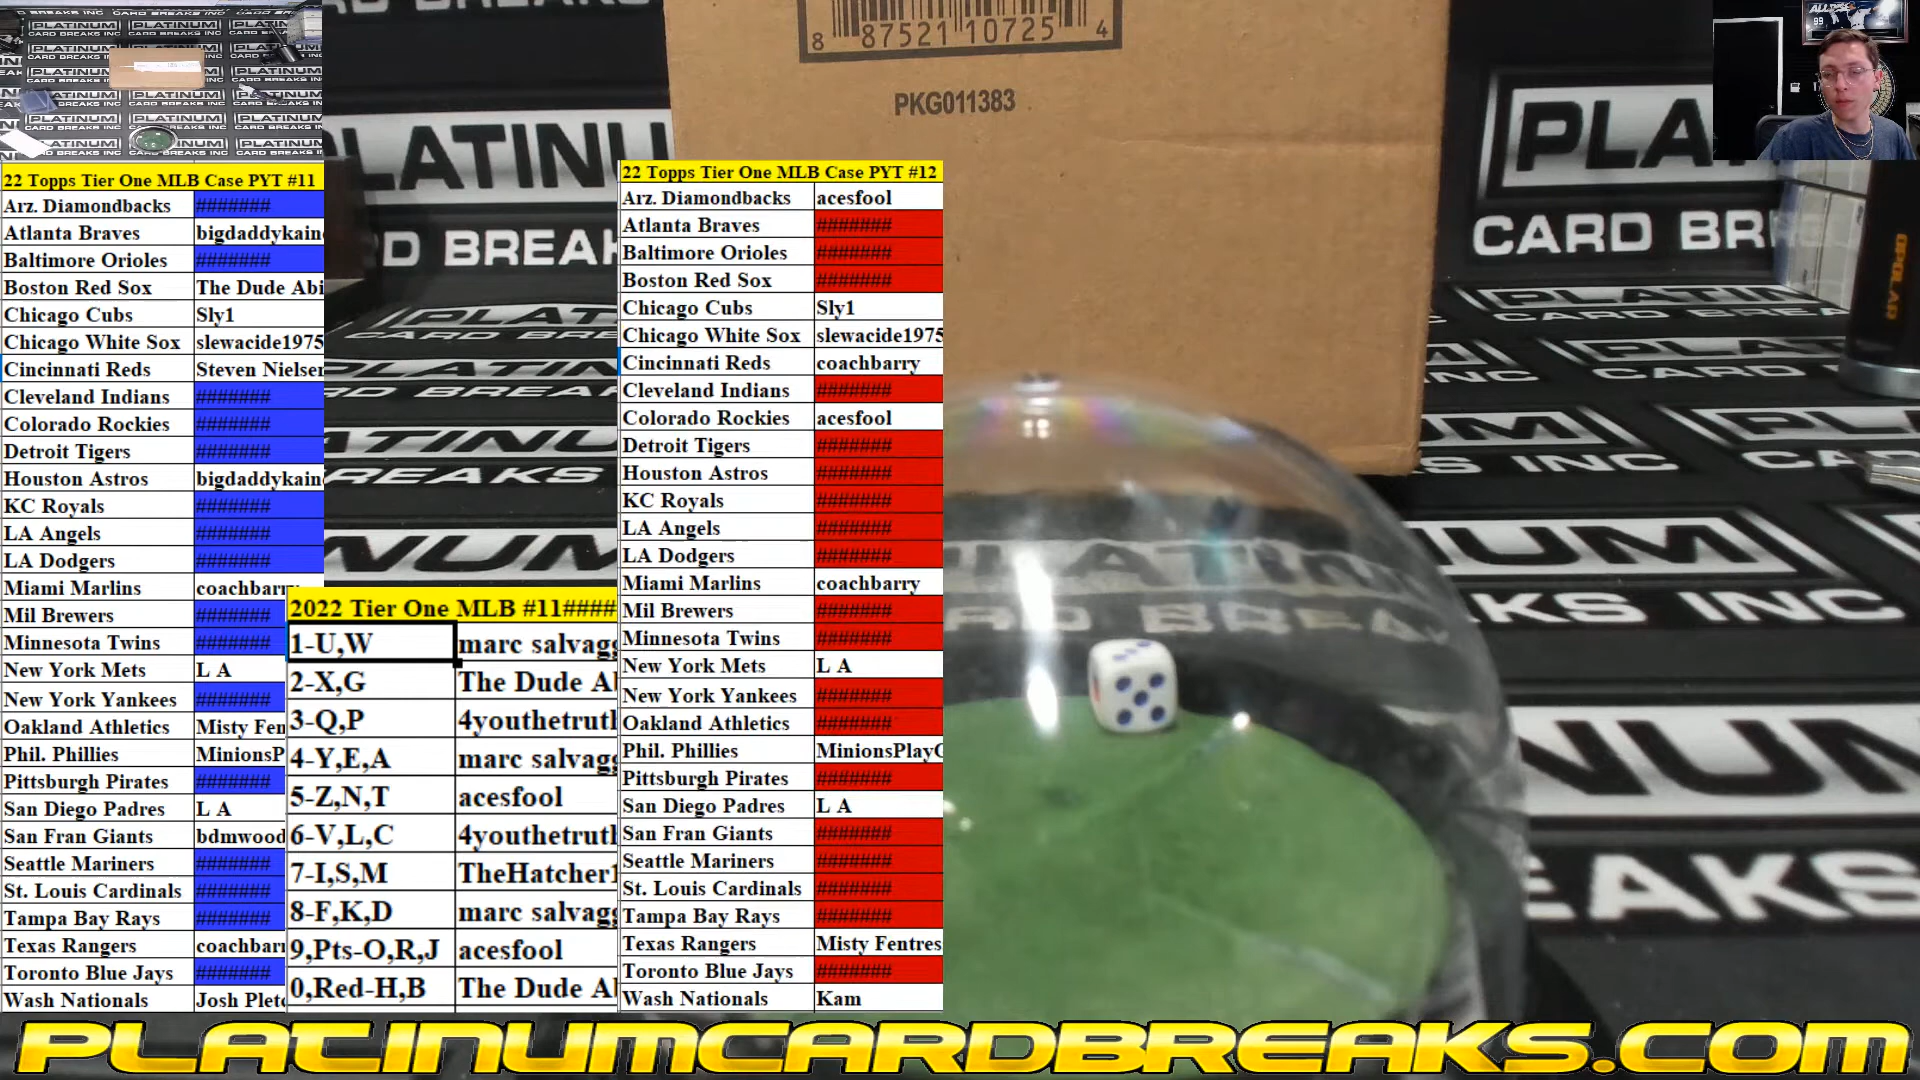 8 87521 10725 4
PKG011383
PLATINUM
CARD BREAKS INC
22 Topps Tier One MLB Case PYT #11
Arz. Diamondbacks #######
Atlanta Braves bigdaddykain
Baltimore Orioles #######
Boston Red Sox The Dude Abi
Chicago Cubs Sly1
Chicago White Sox slewacide1975
Cincinnati Reds Steven Nielsen
Cleveland Indians #######
Colorado Rockies #######
Detroit Tigers #######
Houston Astros bigdaddykain
KC Royals #######
LA Angels #######
LA Dodgers #######
Miami Marlins coachbarry
Mil Brewers #######
Minnesota Twins #######
New York Mets L A
New York Yankees #######
Oakland Athletics Misty Fen
Phil. Phillies MinionsP
Pittsburgh Pirates #######
San Diego Padres L A
San Fran Giants bdmwood
Seattle Mariners #######
St. Louis Cardinals #######
Tampa Bay Rays #######
Texas Rangers coachbarr
Toronto Blue Jays #######
Wash Nationals Josh Plet
2022 Tier One MLB #11####
1-U,W marc salvagg
2-X,G The Dude Al
3-Q,P 4youthetruth
4-Y,E,A marc salvagg
5-Z,N,T acesfool
6-V,L,C 4youthetruth
7-I,S,M TheHatcher1
8-F,K,D marc salvagg
9,Pts-O,R,J acesfool
0,Red-H,B The Dude Al
22 Topps Tier One MLB Case PYT #12
Arz. Diamondbacks acesfool
Atlanta Braves #######
Baltimore Orioles #######
Boston Red Sox #######
Chicago Cubs Sly1
Chicago White Sox slewacide1975
Cincinnati Reds coachbarry
Cleveland Indians #######
Colorado Rockies acesfool
Detroit Tigers #######
Houston Astros #######
KC Royals #######
LA Angels #######
LA Dodgers #######
Miami Marlins coachbarry
Mil Brewers #######
Minnesota Twins #######
New York Mets L A
New York Yankees #######
Oakland Athletics #######
Phil. Phillies MinionsPlayG
Pittsburgh Pirates #######
San Diego Padres L A
San Fran Giants #######
Seattle Mariners #######
St. Louis Cardinals #######
Tampa Bay Rays #######
Texas Rangers Misty Fentres
Toronto Blue Jays #######
Wash Nationals Kam
PLATINUMCARDBREAKS.COM